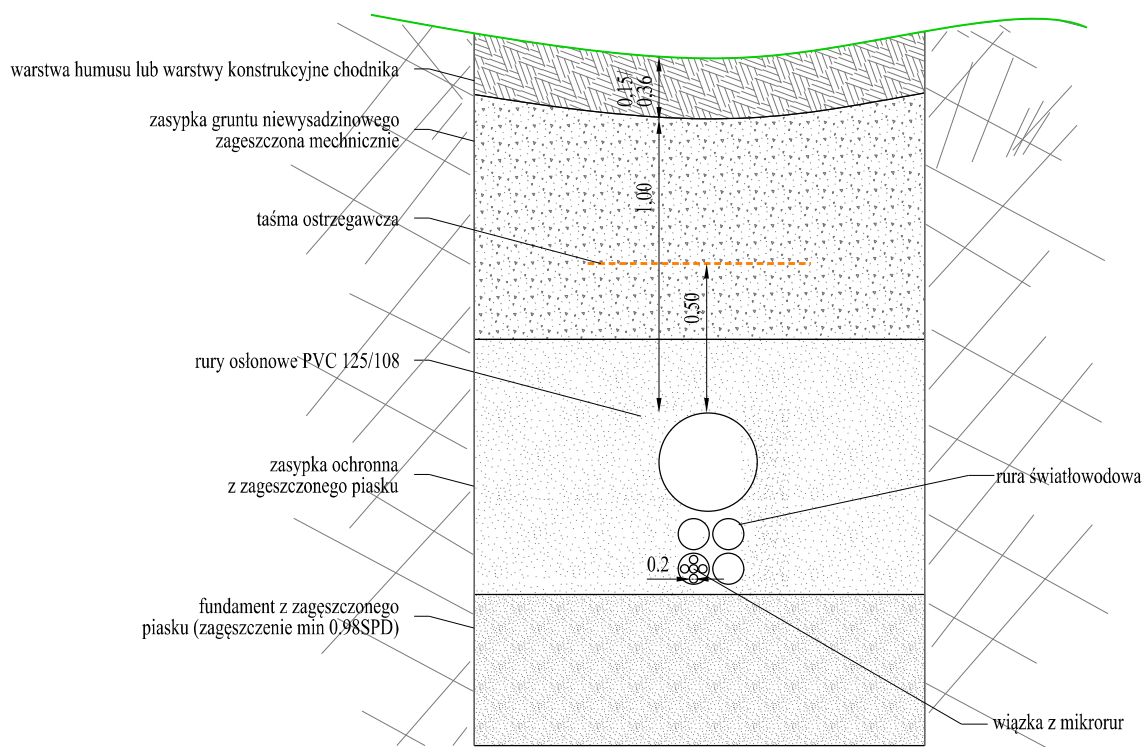 warstwa humusu lub warstwy konstrukcyjne chodnika
0,15
0,36
zasypka gruntu niewysadzinowego
zageszczona mechnicznie
1,00
taśma ostrzegawcza
0,50
rury osłonowe PVC 125/108
zasypka ochronna
z zageszczonego piasku
rura światłowodowa
0.2
fundament z zagęszczonego
piasku (zagęszczenie min 0.98SPD)
wiązka z mikrorur